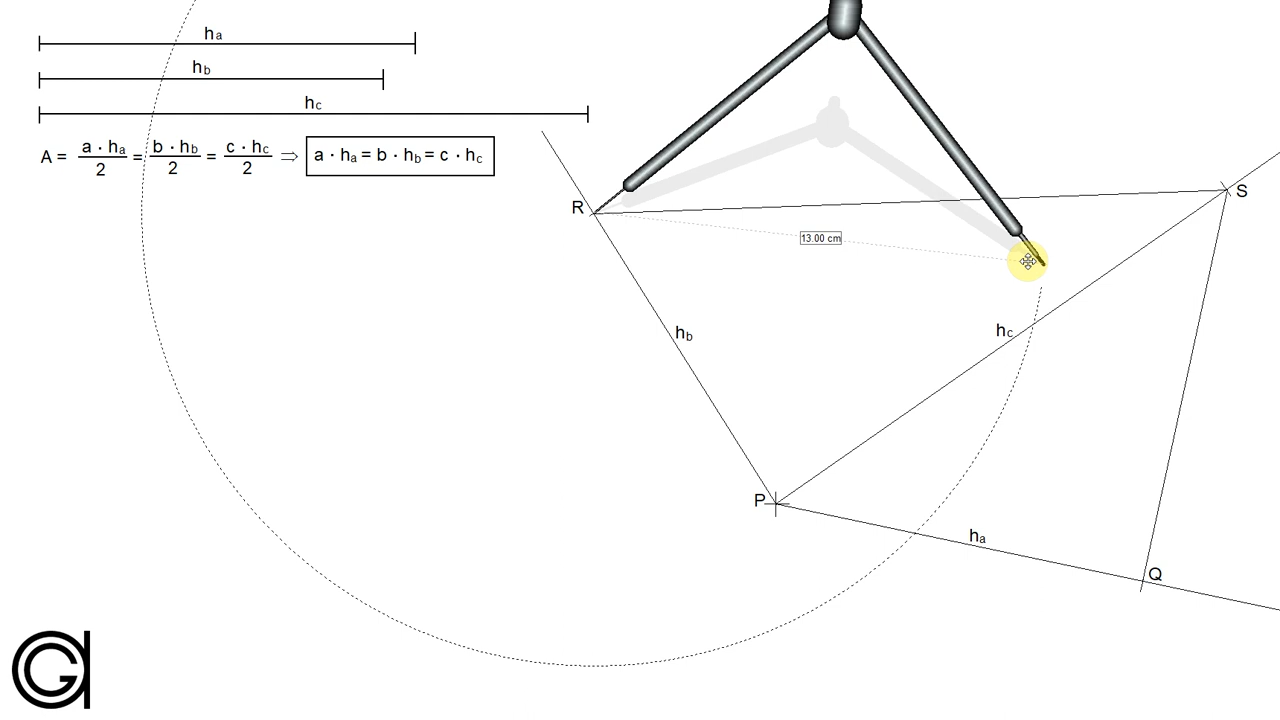 hₐ
h_b
h_c
A = a · hₐ / 2 = b · h_b / 2 = c · h_c / 2 ⇒ a · hₐ = b · h_b = c · h_c
R
S
13.00 cm
h_b
h_c
P
hₐ
Q